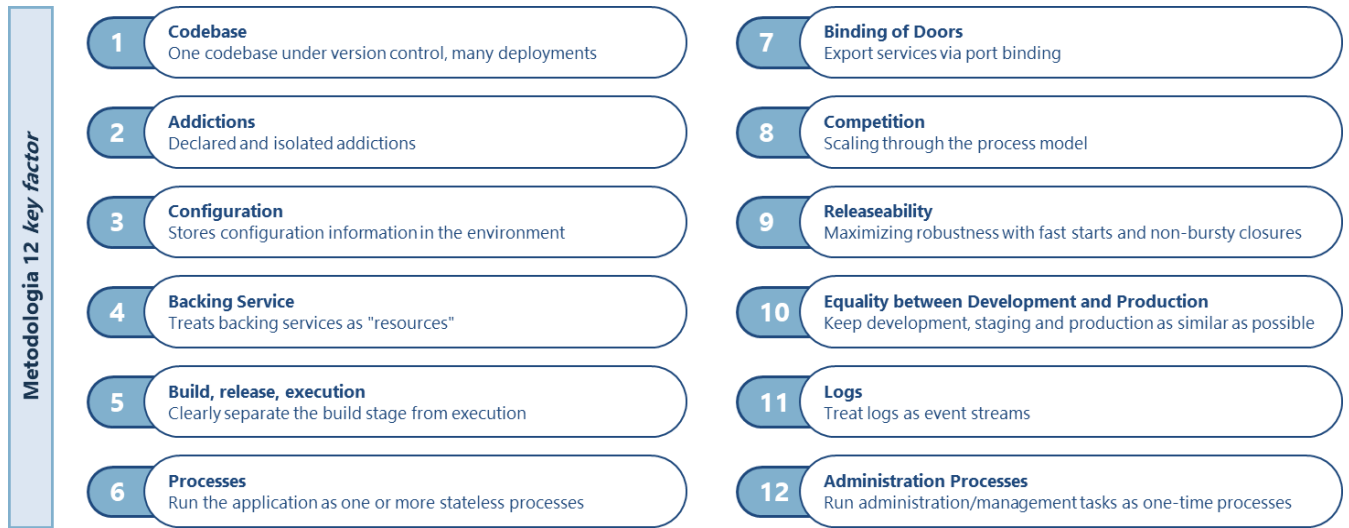 Metodologia 12 key factor
1
Codebase
One codebase under version control, many deployments
2
Addictions
Declared and isolated addictions
3
Configuration
Stores configuration information in the environment
4
Backing Service
Treats backing services as "resources"
5
Build, release, execution
Clearly separate the build stage from execution
6
Processes
Run the application as one or more stateless processes
7
Binding of Doors
Export services via port binding
8
Competition
Scaling through the process model
9
Releaseability
Maximizing robustness with fast starts and non-bursty closures
10
Equality between Development and Production
Keep development, staging and production as similar as possible
11
Logs
Treat logs as event streams
12
Administration Processes
Run administration/management tasks as one-time processes